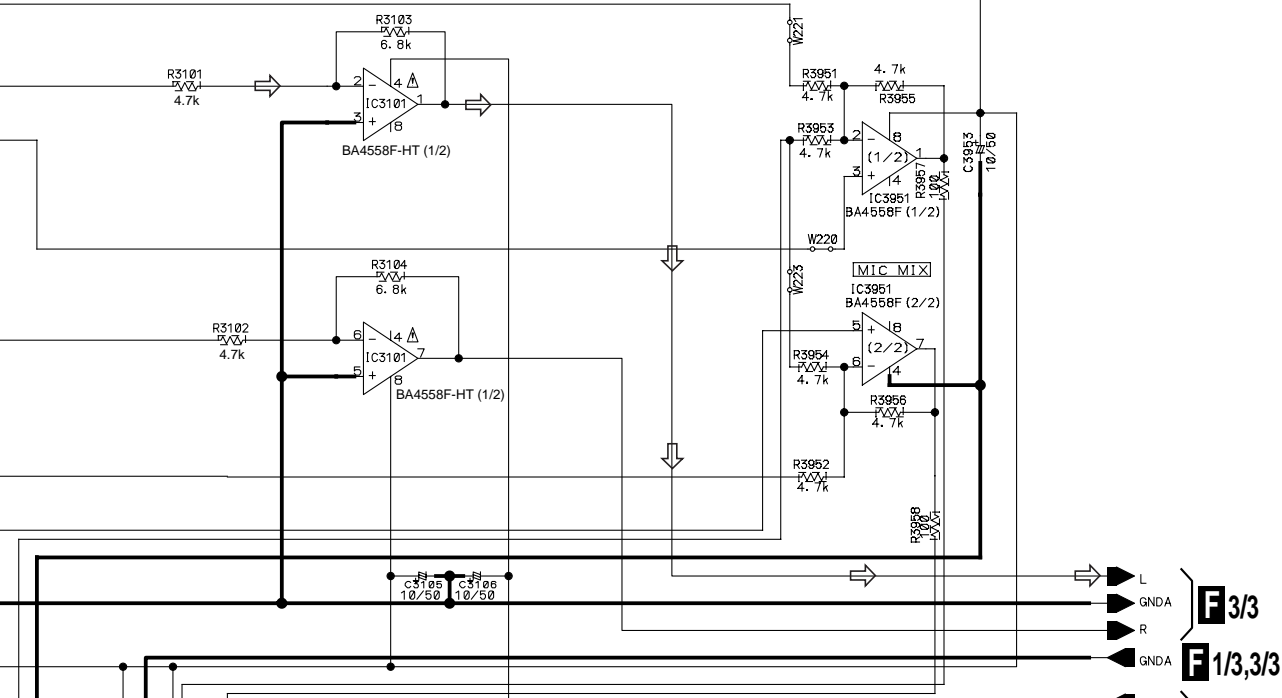 R3103
6. 8k
R3101
4.7k
2
−
4
IC3101
1
3
+
8
BA4558F-HT (1/2)
W221
R3951
4. 7k
4. 7k
R3955
R3953
4. 7k
2
−
8
(1/2)
1
3
+
4
R3957
100
IC3951
BA4558F (1/2)
C3953
10/50
W220
R3104
6. 8k
W223
MIC MIX
IC3951
BA4558F (2/2)
R3102
4.7k
6
−
4
IC3101
7
5
+
8
BA4558F-HT (1/2)
5
+
8
(2/2)
7
6
−
4
R3954
4. 7k
R3956
4. 7k
R3952
4. 7k
R3958
100
C3105
10/50
C3106
10/50
L
GNDA
R
F 3/3
GNDA
F 1/3,3/3